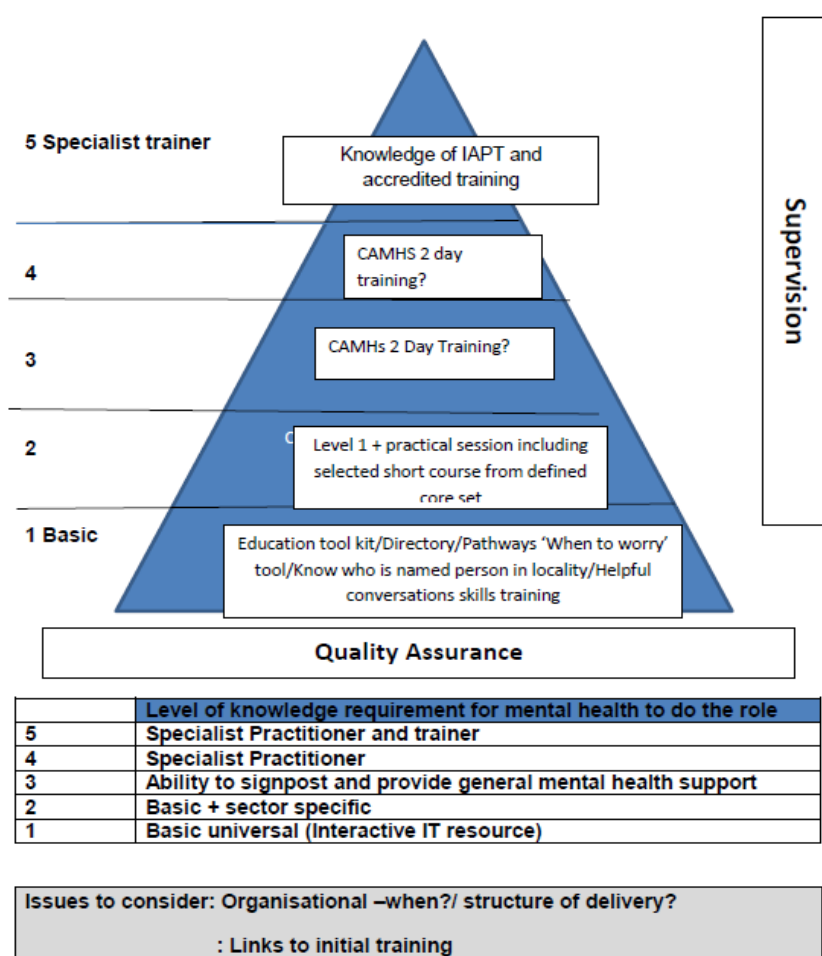 5 Specialist trainer
Knowledge of IAPT and
accredited training
4
CAMHS 2 day
training?
3
CAMHs 2 Day Training?
2
Level 1 + practical session including
selected short course from defined
core set
1 Basic
Education tool kit/Directory/Pathways ‘When to worry’
tool/Know who is named person in locality/Helpful
conversations skills training
Supervision
Quality Assurance
Level of knowledge requirement for mental health to do the role
5 Specialist Practitioner and trainer
4 Specialist Practitioner
3 Ability to signpost and provide general mental health support
2 Basic + sector specific
1 Basic universal (Interactive IT resource)
Issues to consider: Organisational –when?/ structure of delivery?
: Links to initial training